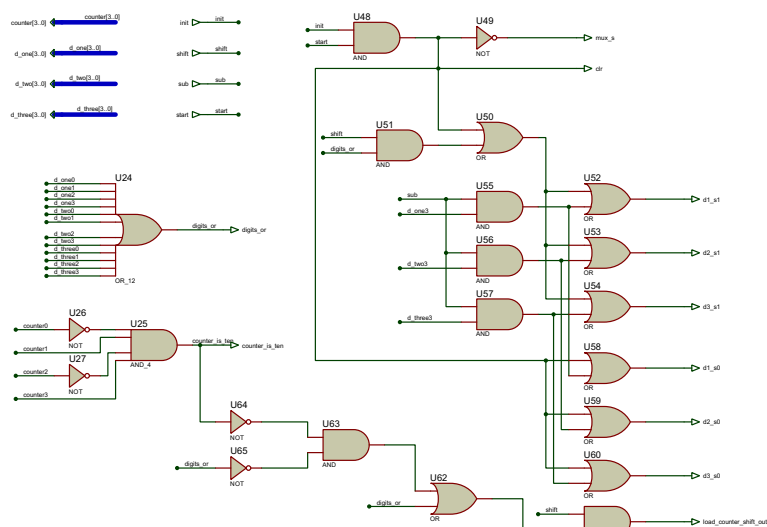 counter[3..0] counter[3..0]
init init
d_one[3..0] d_one[3..0]
shift shift
d_two[3..0] d_two[3..0]
sub sub
d_three[3..0] d_three[3..0]
start start
U48
init
start
AND
U49
NOT
mux_s
clr
U51
shift
digits_or
AND
U50
OR
U24
d_one0
d_one1
d_one2
d_one3
d_two0
d_two1
d_two2
d_two3
d_three0
d_three1
d_three2
d_three3
OR_12
digits_or digits_or
U55
sub
d_one3
AND
U56
d_two3
AND
U57
d_three3
AND
U52
OR
d1_s1
U53
OR
d2_s1
U54
OR
d3_s1
U58
OR
d1_s0
U59
OR
d2_s0
U60
OR
d3_s0
U26
counter0
NOT
counter1
U27
counter2
NOT
counter3
U25
AND_4
counter_is_ten counter_is_ten
U64
NOT
U65
digits_or
NOT
U63
AND
U62
digits_or
OR
shift
load_counter_shift_out